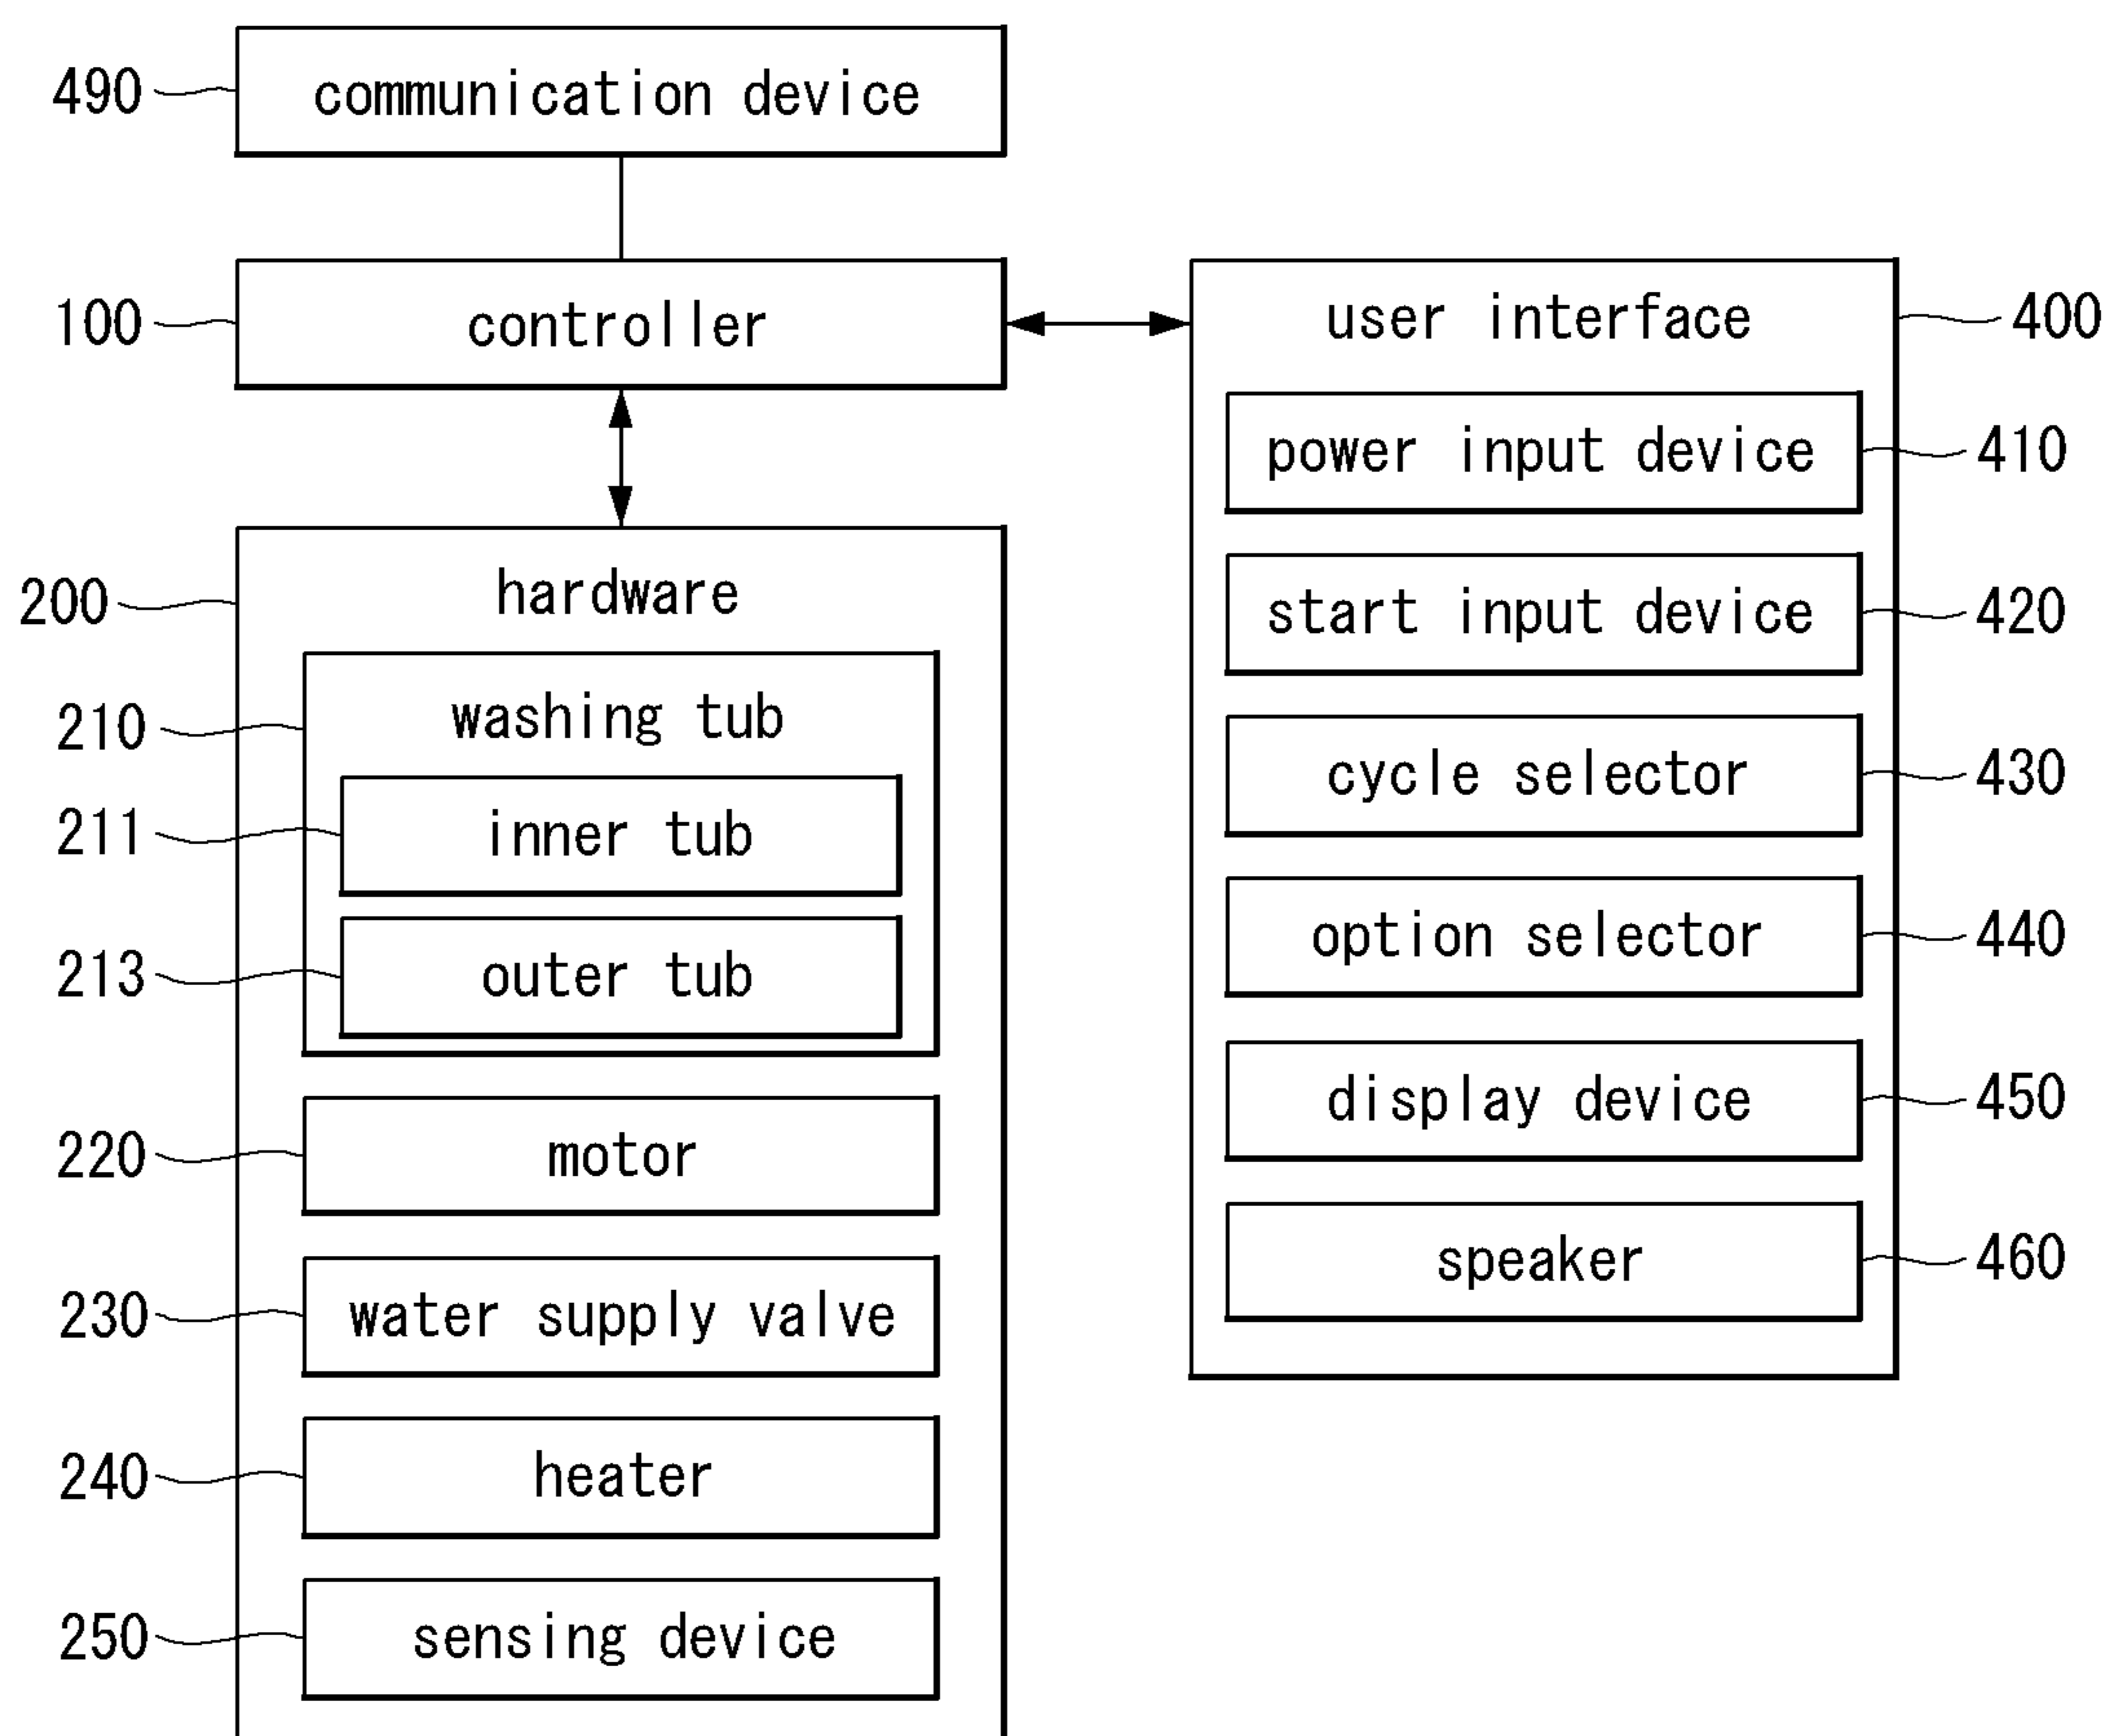 490 communication device
100 controller
200 hardware
210 washing tub
211 inner tub
213 outer tub
220 motor
230 water supply valve
240 heater
250 sensing device
user interface 400
power input device 410
start input device 420
cycle selector 430
option selector 440
display device 450
speaker 460